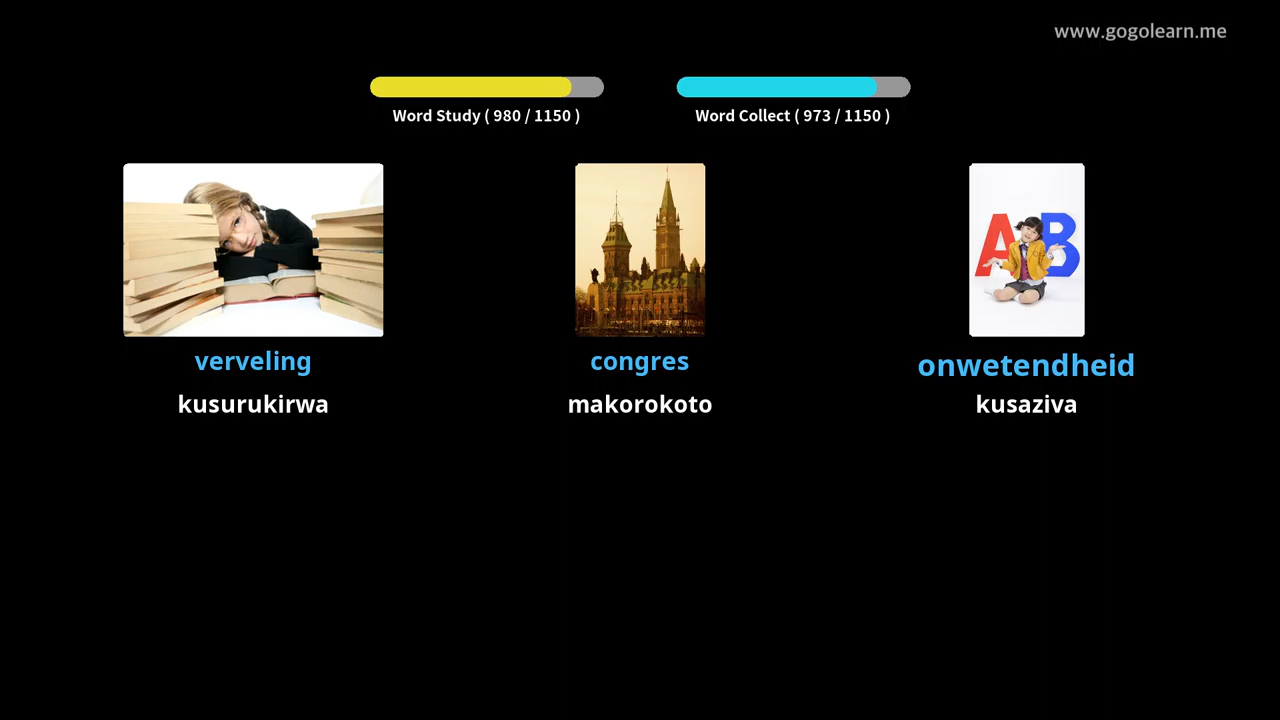 www.gogolearn.me
Word Study ( 980 / 1150 )
Word Collect ( 973 / 1150 )
A B
verveling
congres
onwetendheid
kusurukirwa
makorokoto
kusaziva